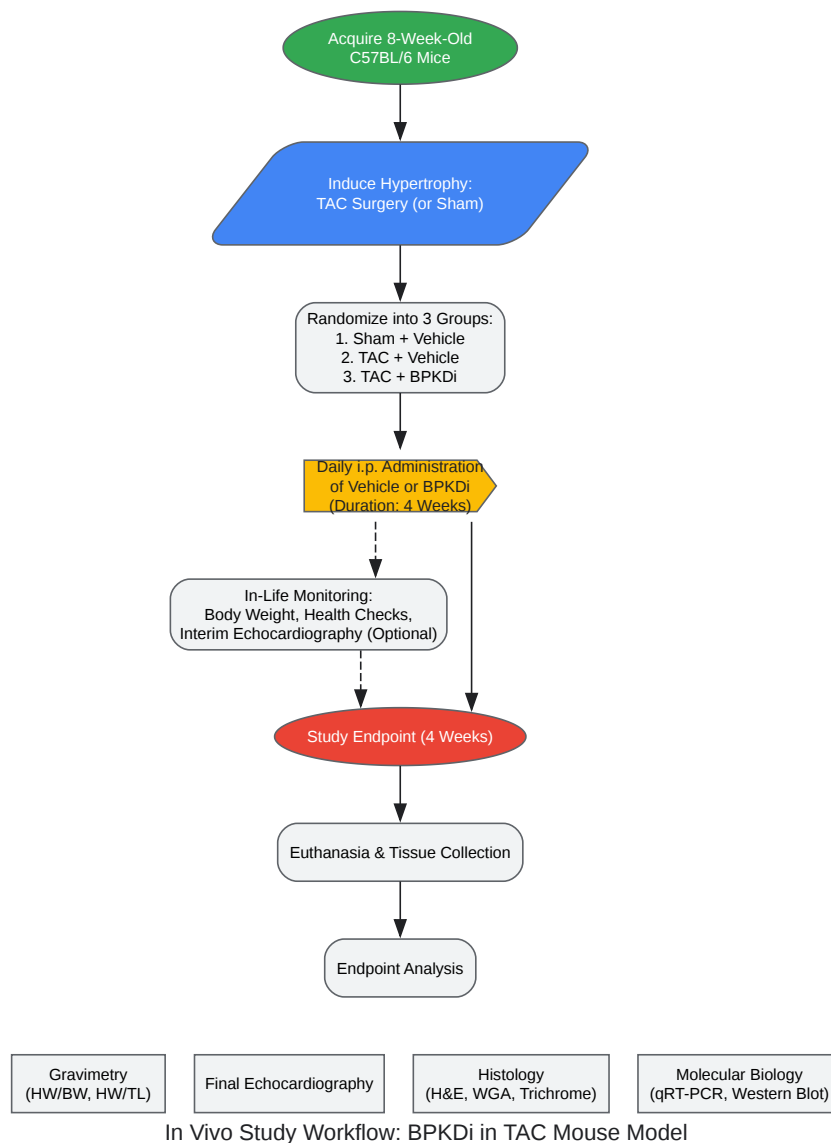 Acquire 8-Week-Old
C57BL/6 Mice
Induce Hypertrophy:
TAC Surgery (or Sham)
Randomize into 3 Groups:
1. Sham + Vehicle
2. TAC + Vehicle
3. TAC + BPKDi
Daily i.p. Administration
of Vehicle or BPKDi
(Duration: 4 Weeks)
In-Life Monitoring:
Body Weight, Health Checks,
Interim Echocardiography (Optional)
Study Endpoint (4 Weeks)
Euthanasia & Tissue Collection
Endpoint Analysis
Gravimetry
(HW/BW, HW/TL)
Final Echocardiography
Histology
(H&E, WGA, Trichrome)
Molecular Biology
(qRT-PCR, Western Blot)
In Vivo Study Workflow: BPKDi in TAC Mouse Model